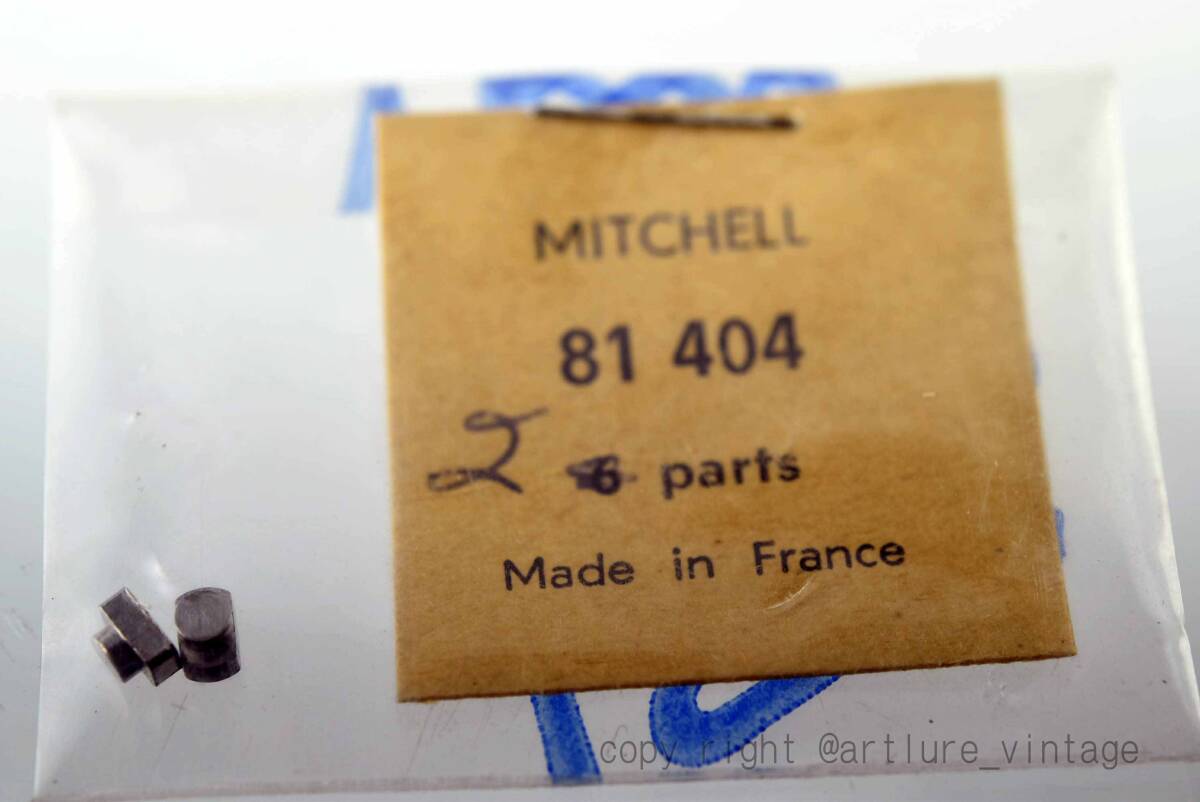 MITCHELL
81 404
2 6 parts
Made in France
copy right @artlure_vintage